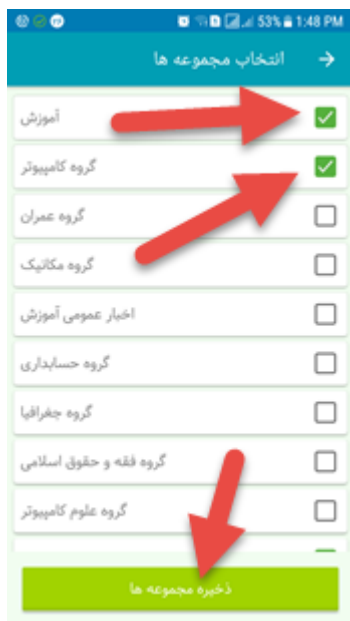 53% 1:48 PM
انتخاب مجموعه ها
آموزش
گروه کامپیوتر
گروه عمران
گروه مکانیک
اخبار عمومی آموزش
گروه حسابداری
گروه جغرافیا
گروه فقه و حقوق اسلامی
گروه علوم کامپیوتر
ذخیره مجموعه ها